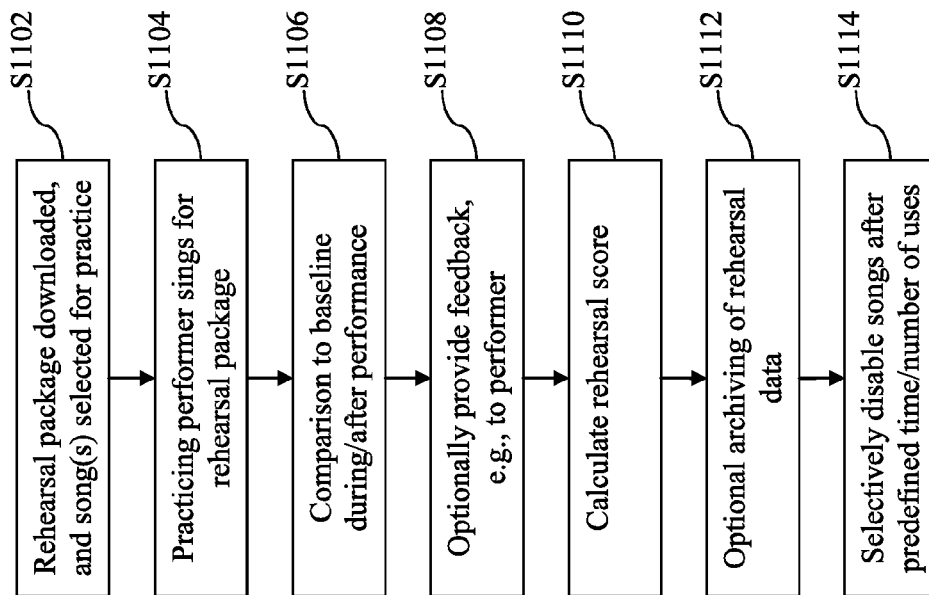 Rehearsal package downloaded,
and song(s) selected for practice
S1102
Practicing performer sings for
rehearsal package
S1104
Comparison to baseline
during/after performance
S1106
Optionally provide feedback,
e.g., to performer
S1108
Calculate rehearsal score
S1110
Optional archiving of rehearsal
data
S1112
Selectively disable songs after
predefined time/number of uses
S1114